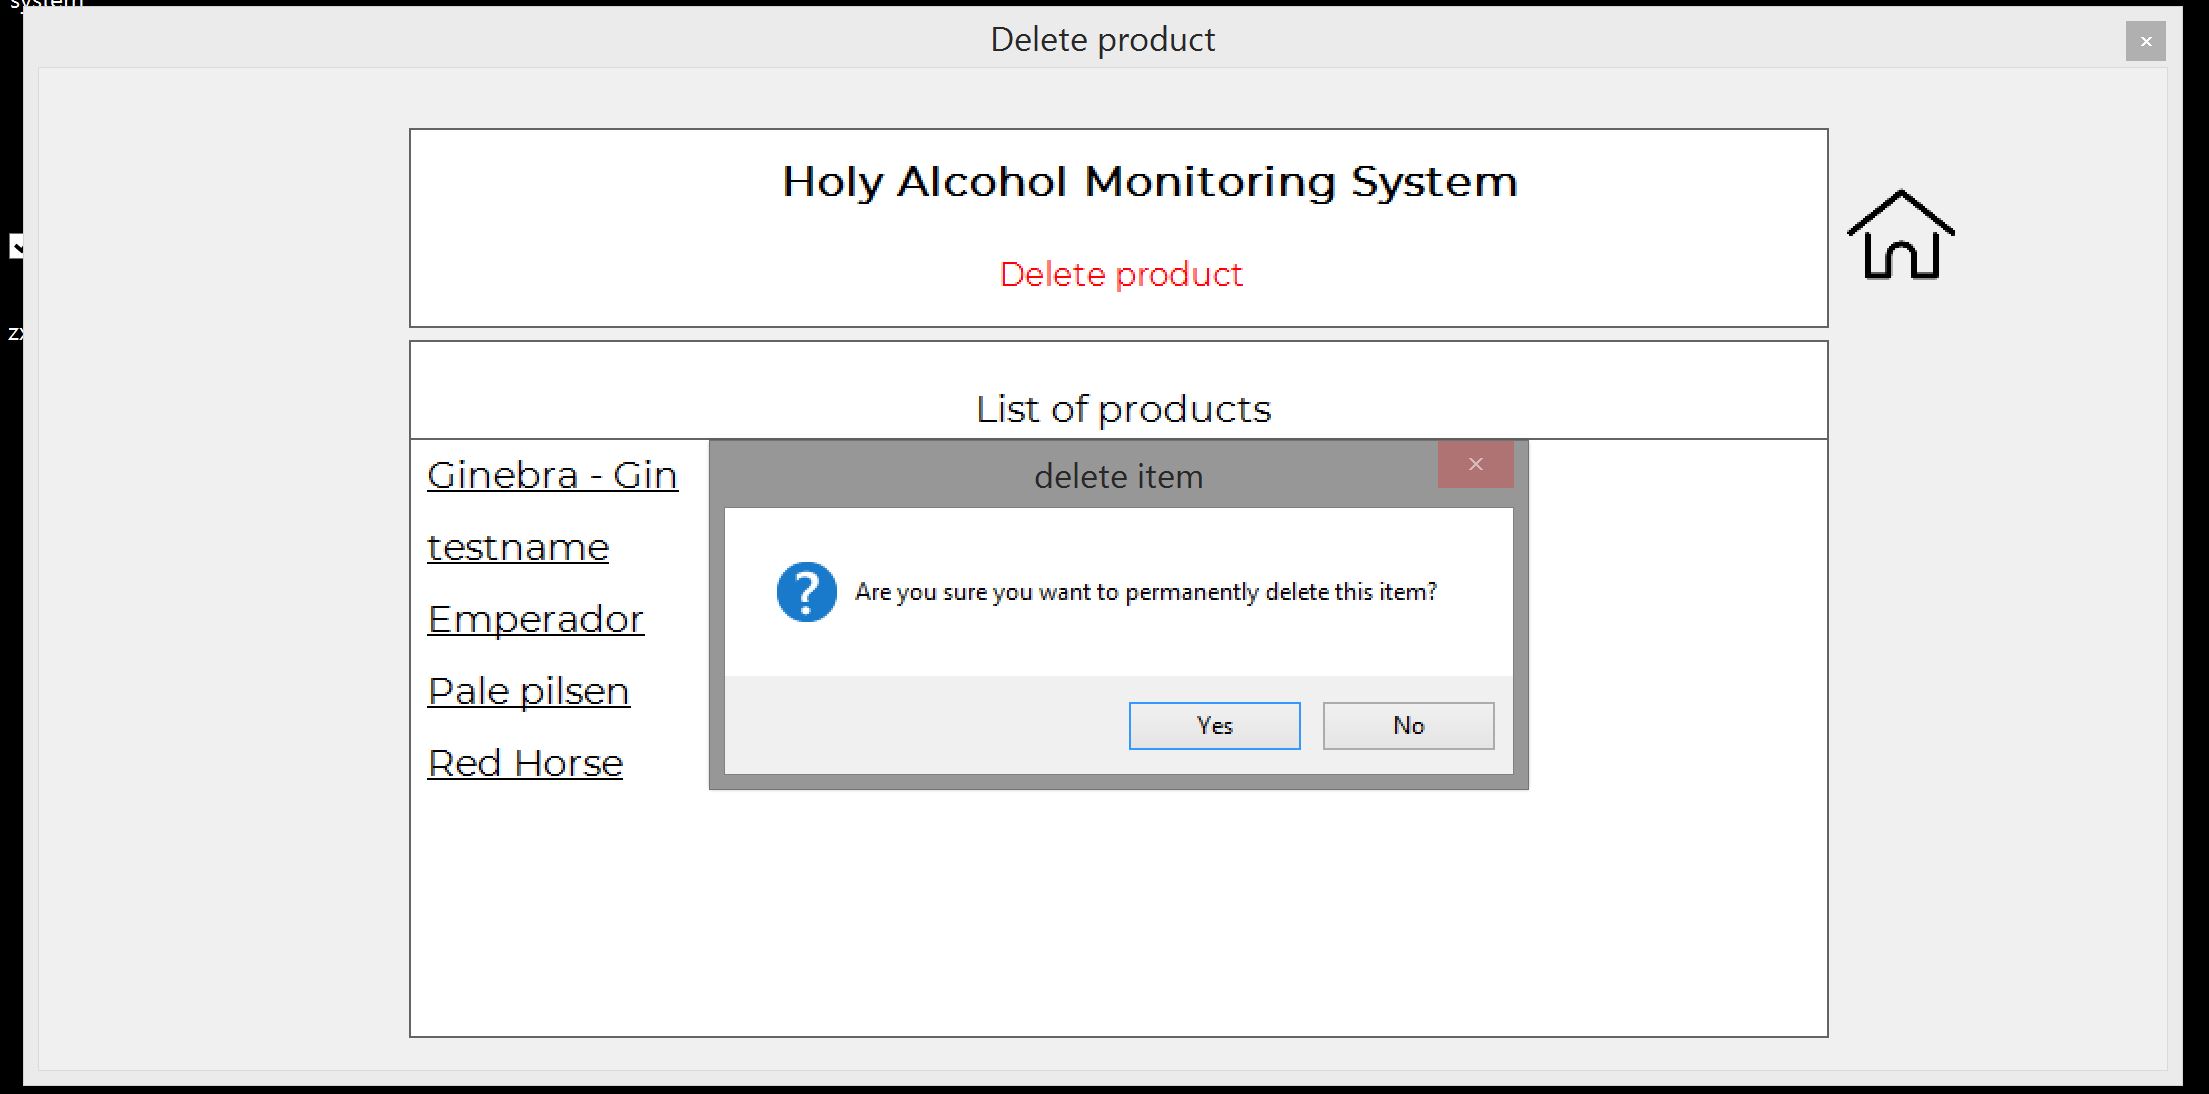 system
Delete product
Holy Alcohol Monitoring System
Delete product
List of products
Ginebra - Gin
testname
Emperador
Pale pilsen
Red Horse
delete item
Are you sure you want to permanently delete this item?
Yes
No